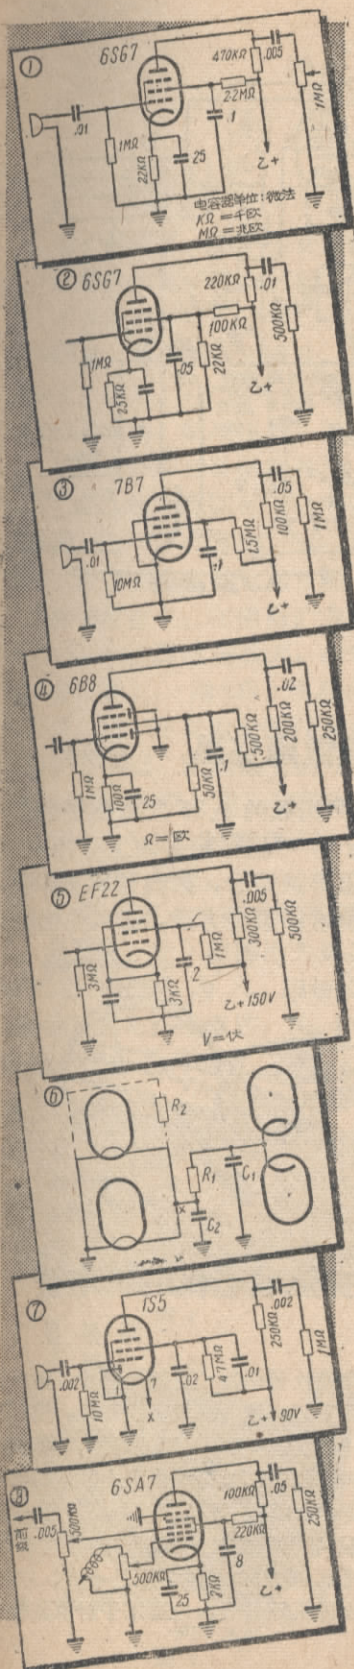 ① 6SG7
470KΩ .005
2.2MΩ
.01
1MΩ
.1
1MΩ
25
22KΩ
乙+
电容器单位：微法
KΩ＝千欧
MΩ＝兆欧
② 6SG7
220KΩ .01
100KΩ
1MΩ
.05
22KΩ
500KΩ
25KΩ
乙+
③ 7B7
.05
.01
1.5MΩ
100KΩ
1MΩ
10MΩ
.1
乙+
④ 6B8
.02
1MΩ
100Ω
25
50KΩ
.1
500KΩ
200KΩ
250KΩ
乙+
Ω＝欧
⑤ EF22
.005
3MΩ
2
1MΩ
300KΩ
500KΩ
3KΩ
乙+150V
V＝伏
⑥
R2
R1
C1
x
C2
⑦ 1S5
.002
250KΩ
.002
10MΩ
7
X
.02
4.7MΩ
.01
1MΩ
乙+90V
⑧ 6SA7
100KΩ .05
.005
500KΩ
220KΩ
250KΩ
500KΩ
8
25
2KΩ
乙+